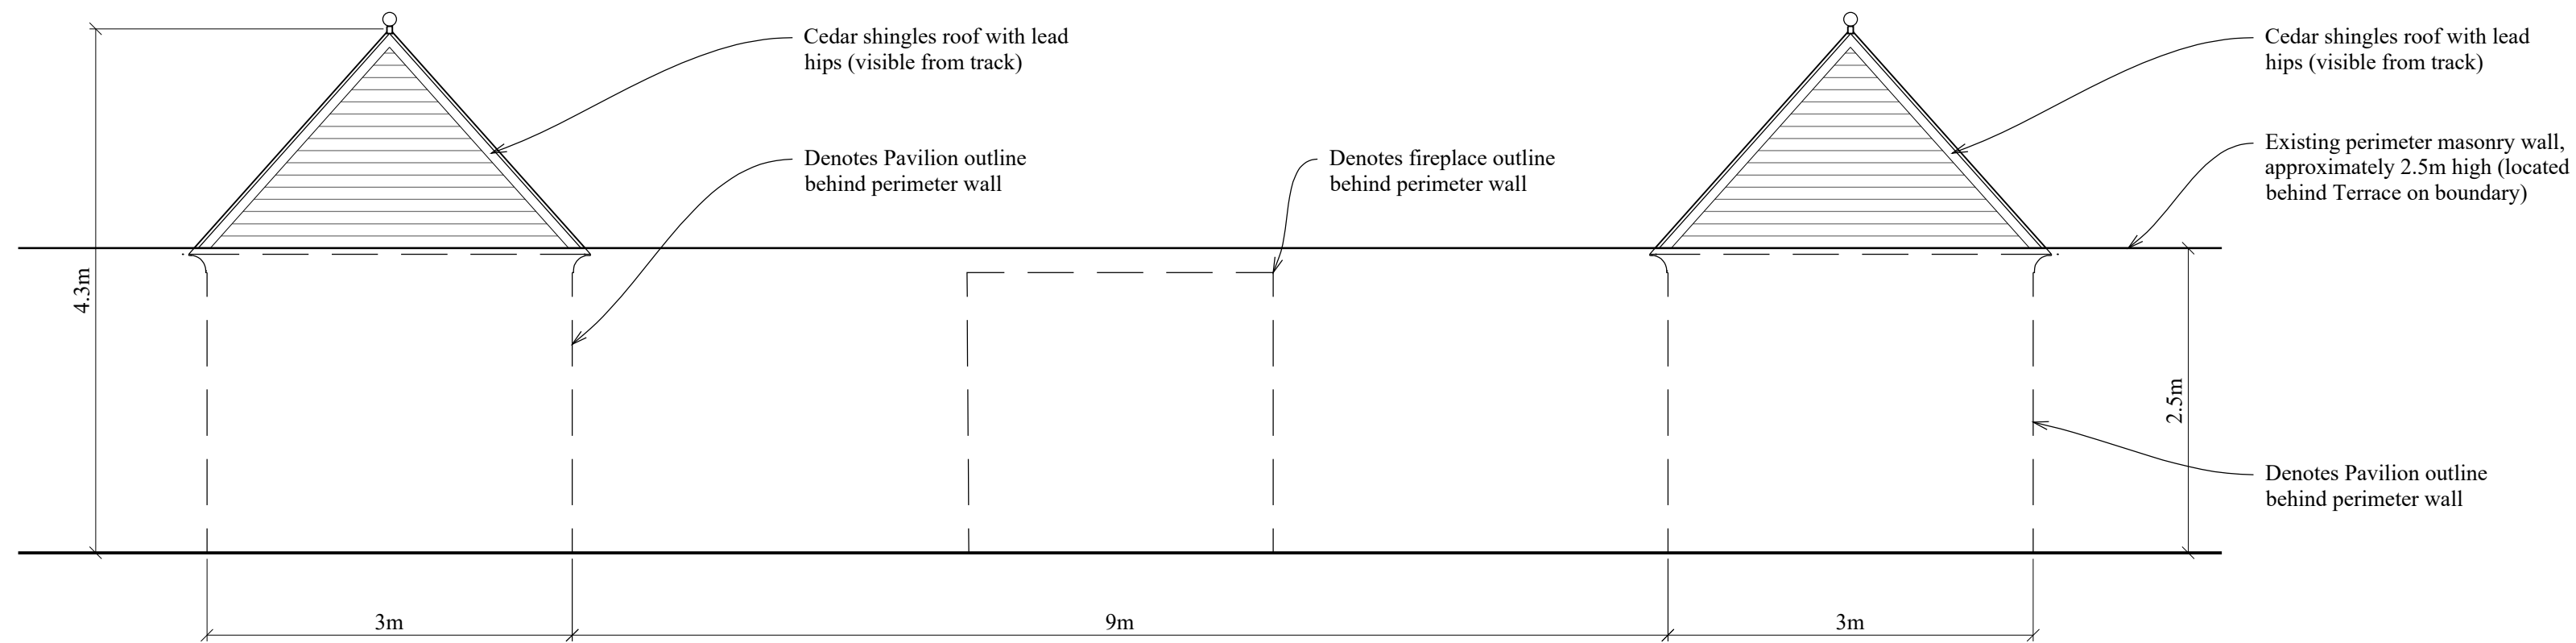 Cedar shingles roof with lead
hips (visible from track)
Cedar shingles roof with lead
hips (visible from track)
Denotes Pavilion outline
behind perimeter wall
Denotes fireplace outline
behind perimeter wall
Existing perimeter masonry wall,
approximately 2.5m high (located
behind Terrace on boundary)
4.3m
2.5m
Denotes Pavilion outline
behind perimeter wall
3m
9m
3m